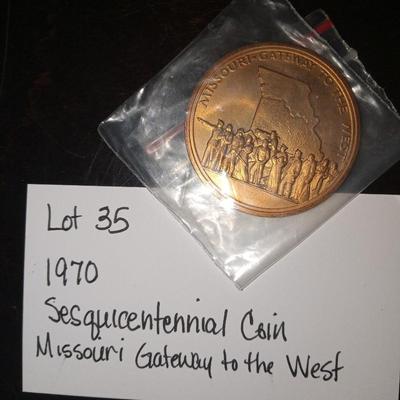 MISSOURI-GATEWAY TO THE WEST
Lot 35
1970
Sesquicentennial Coin
Missouri Gateway to the West